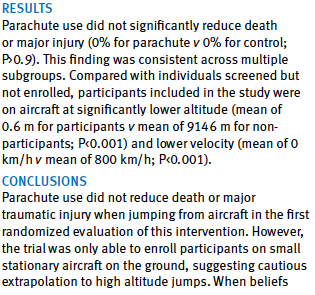 RESULTS
Parachute use did not significantly reduce death
or major injury (0% for parachute v 0% for control;
P>0.9). This finding was consistent across multiple
subgroups. Compared with individuals screened but
not enrolled, participants included in the study were
on aircraft at significantly lower altitude (mean of
0.6 m for participants v mean of 9146 m for non-
participants; P<0.001) and lower velocity (mean of 0
km/h v mean of 800 km/h; P<0.001).
CONCLUSIONS
Parachute use did not reduce death or major
traumatic injury when jumping from aircraft in the first
randomized evaluation of this intervention. However,
the trial was only able to enroll participants on small
stationary aircraft on the ground, suggesting cautious
extrapolation to high altitude jumps. When beliefs